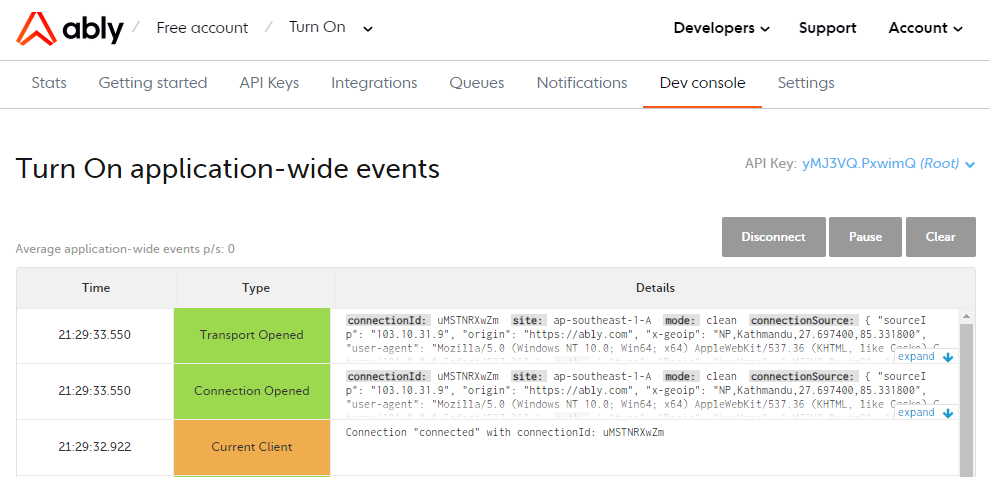 ably / Free account / Turn On
Developers Support Account
Stats Getting started API Keys Integrations Queues Notifications Dev console Settings
Turn On application-wide events
API Key: yMJ3VQ.PxwimQ (Root)
Disconnect Pause Clear
Average application-wide events p/s: 0
Time Type Details
21:29:33.550 Transport Opened
connectionId: uMSTNRXwZm site: ap-southeast-1-A mode: clean connectionSource: { "sourceI
p": "103.10.31.9", "origin": "https://ably.com", "x-geoip": "NP,Kathmandu,27.697400,85.331800",
"user-agent": "Mozilla/5.0 (Windows NT 10.0; Win64; x64) AppleWebKit/537.36 (KHTML, like Gecko) C
expand
21:29:33.550 Connection Opened
connectionId: uMSTNRXwZm site: ap-southeast-1-A mode: clean connectionSource: { "sourceI
p": "103.10.31.9", "origin": "https://ably.com", "x-geoip": "NP,Kathmandu,27.697400,85.331800",
"user-agent": "Mozilla/5.0 (Windows NT 10.0; Win64; x64) AppleWebKit/537.36 (KHTML, like Gecko) C
expand
21:29:32.922 Current Client
Connection "connected" with connectionId: uMSTNRXwZm